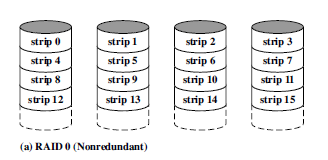 strip 0 strip 1 strip 2 strip 3
strip 4 strip 5 strip 6 strip 7
strip 8 strip 9 strip 10 strip 11
strip 12 strip 13 strip 14 strip 15
(a) RAID 0 (Nonredundant)